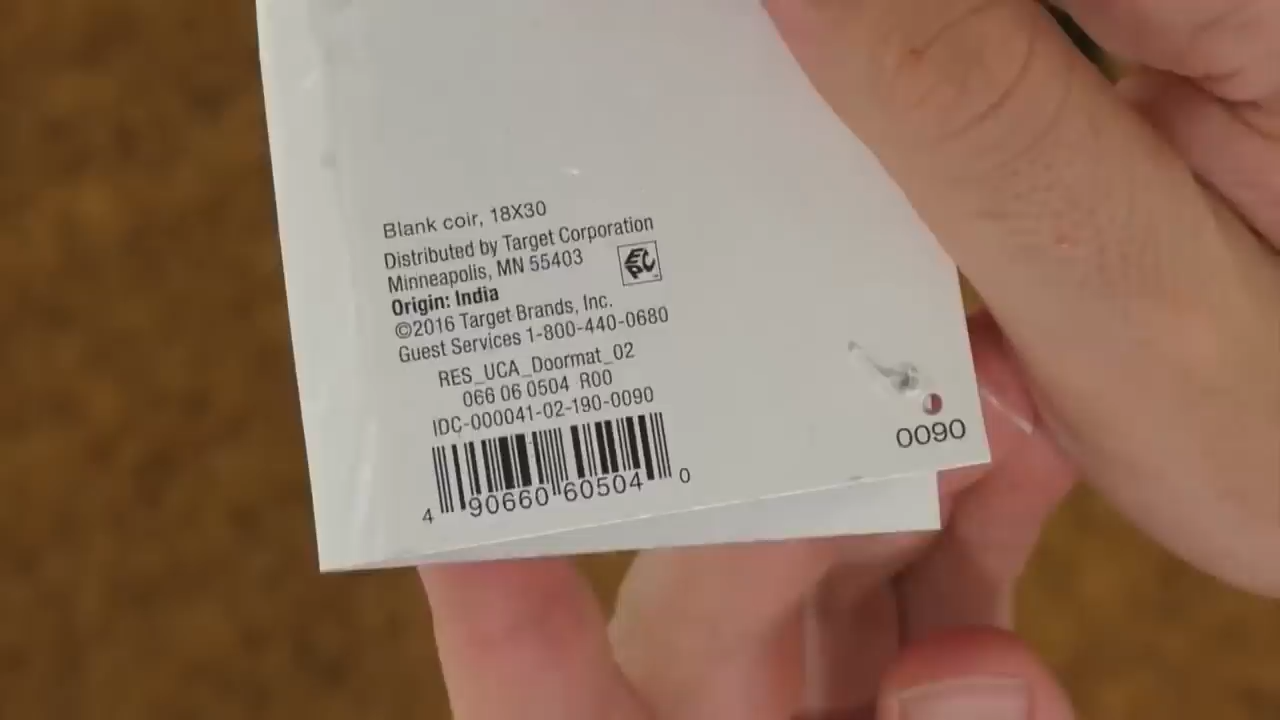 Blank coir, 18X30
Distributed by Target Corporation
Minneapolis, MN 55403
EPC
Origin: India
©2016 Target Brands, Inc.
Guest Services 1-800-440-0680
RES_UCA_Doormat_02
066 06 0504 R00
IDC-000041-02-190-0090
4 90660 60504 0
0090